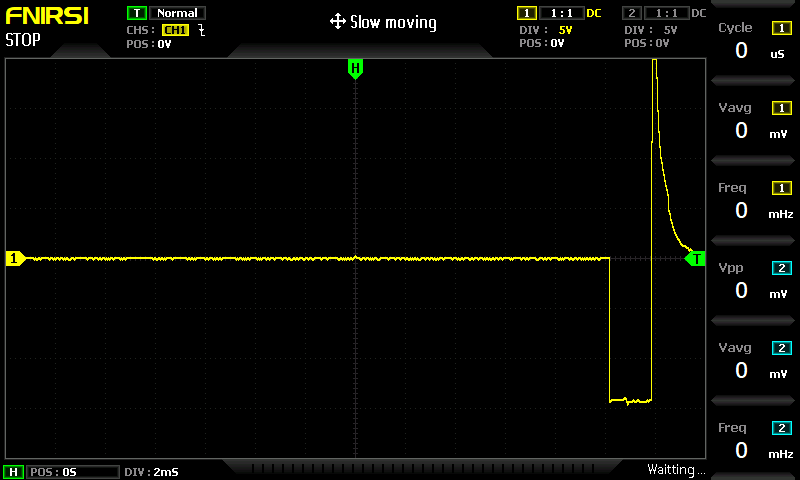 FNIRSI
STOP
T Normal
CHS: CH1
POS: 0V
Slow moving
1 1:1 DC
DIV: 5V
POS: 0V
2 1:1 DC
DIV: 5V
POS: 0V
Cycle 1
0 uS
Vavg 1
0 mV
Freq 1
0 mHz
Vpp 2
0 mV
Vavg 2
0 mV
Freq 2
0 mHz
H
1
T
H POS: 0S DIV: 2mS
Waitting...